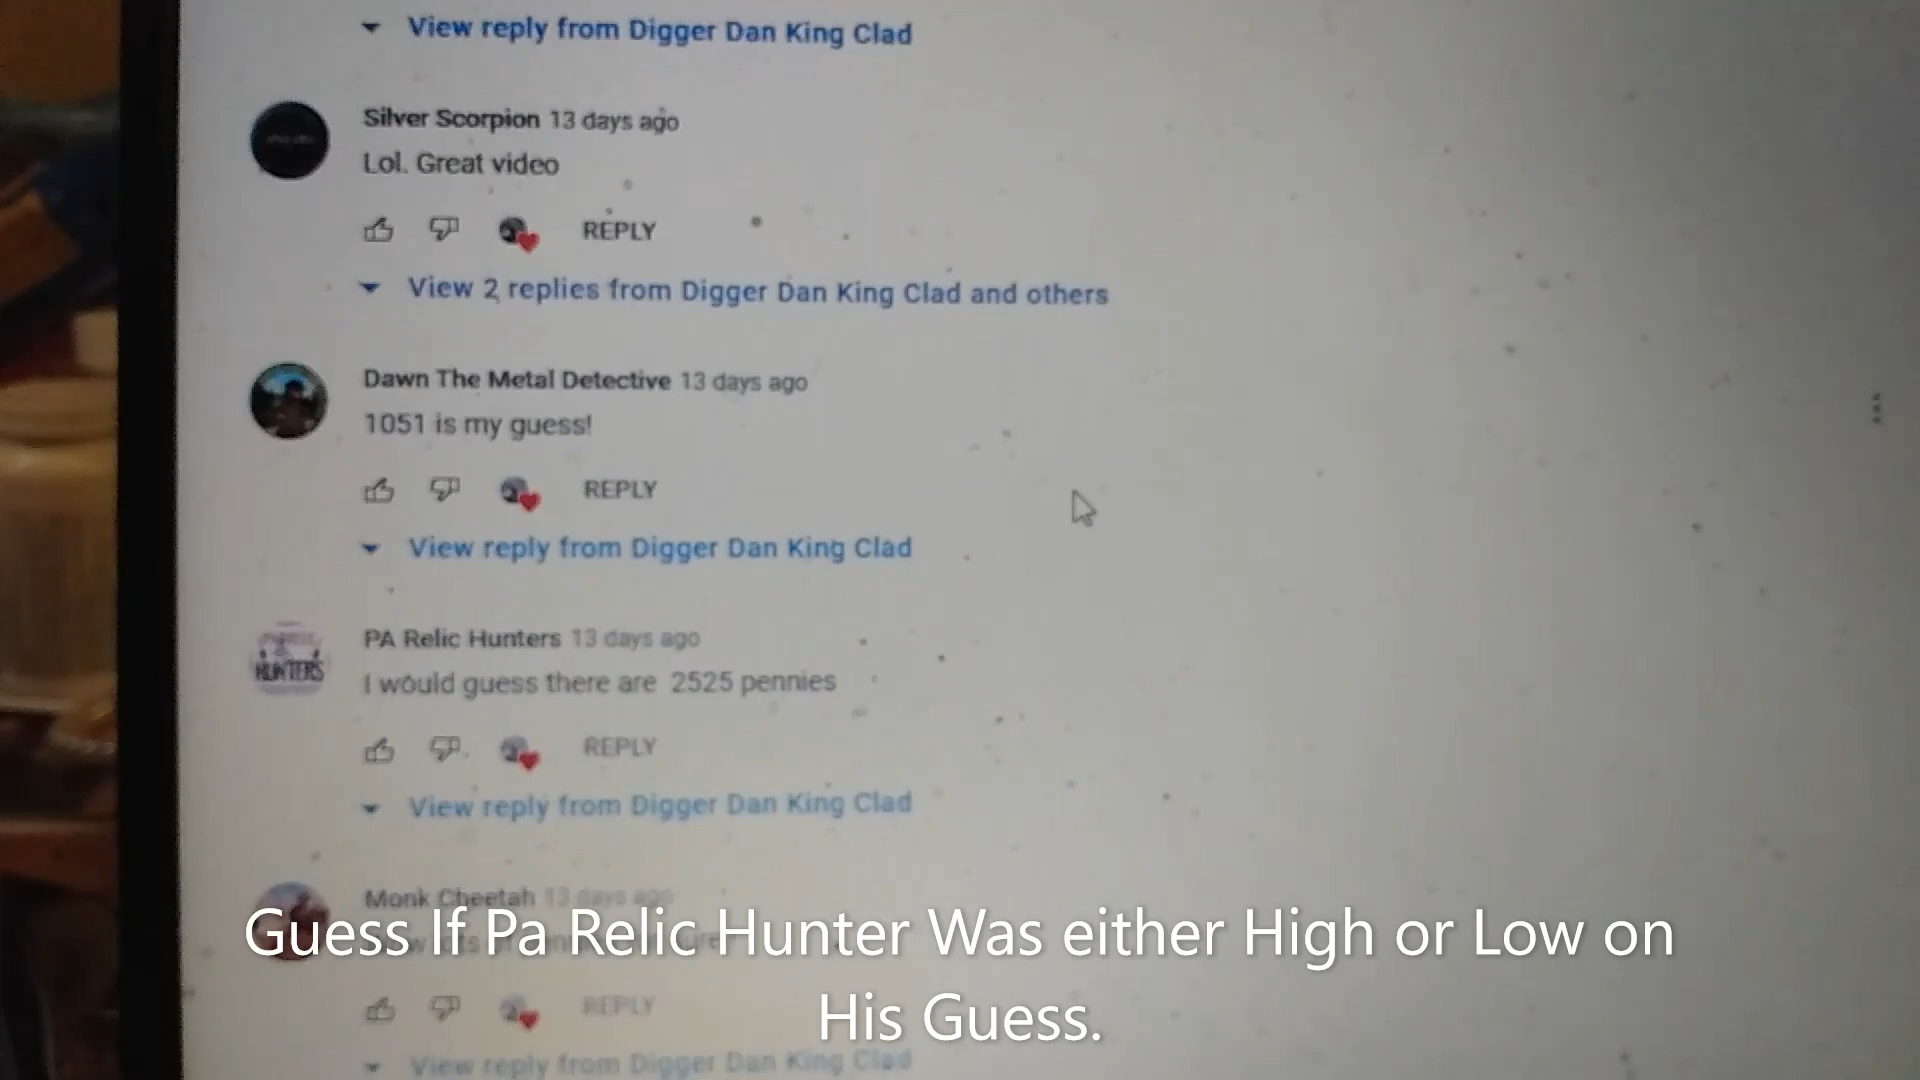 View reply from Digger Dan King Clad
Silver Scorpion 13 days ago
Lol. Great video
REPLY
View 2 replies from Digger Dan King Clad and others
Dawn The Metal Detective 13 days ago
1051 is my guess!
REPLY
View reply from Digger Dan King Clad
HUNTERS
PA Relic Hunters 13 days ago
I would guess there are 2525 pennies
REPLY
View reply from Digger Dan King Clad
Monk Cheetah 13 days ago
Guess If Pa Relic Hunter Was either High or Low on
His Guess.
REPLY
View reply from Digger Dan King Clad